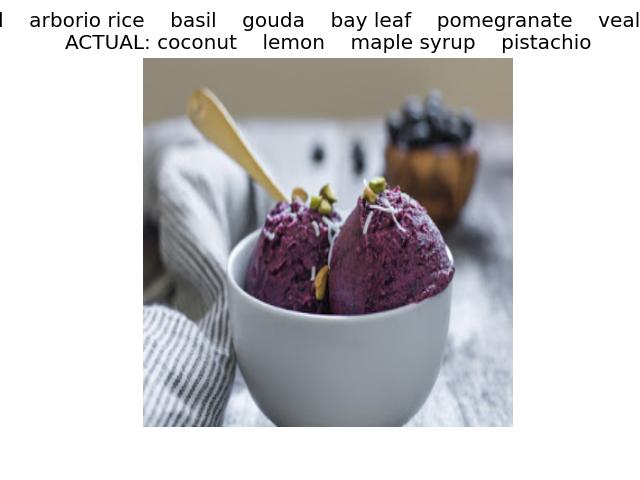 arborio rice basil gouda bay leaf pomegranate veal
ACTUAL: coconut lemon maple syrup pistachio